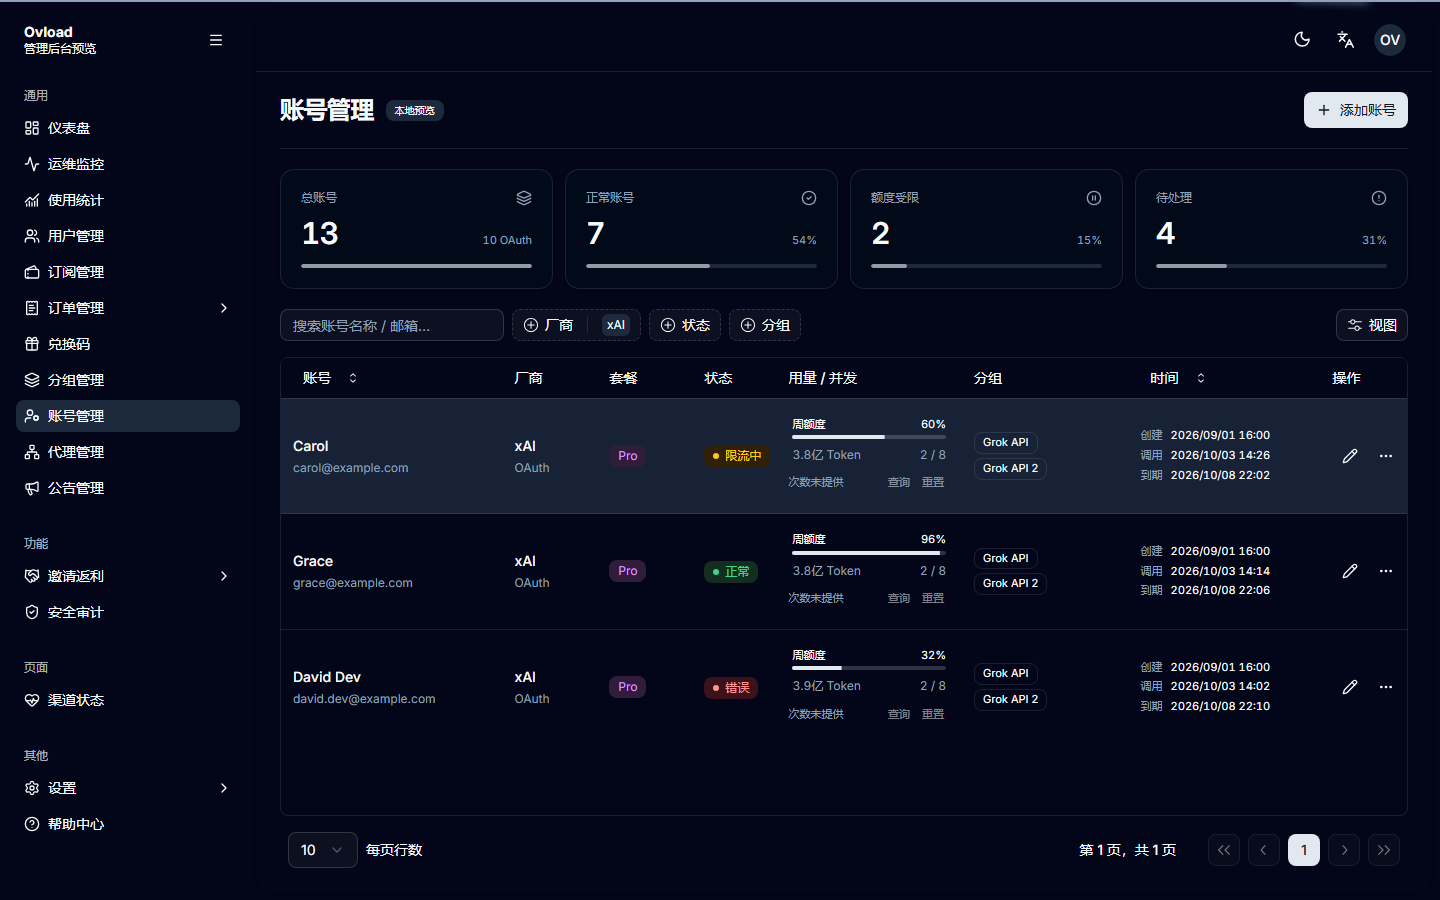 Ovload
管理后台预览
OV
通用
仪表盘
运维监控
使用统计
用户管理
订阅管理
订单管理
兑换码
分组管理
账号管理
代理管理
公告管理
功能
邀请返利
安全审计
页面
渠道状态
其他
设置
帮助中心
账号管理 本地预览
添加账号
总账号
13 10 OAuth
正常账号
7 54%
额度受限
2 15%
待处理
4 31%
搜索账号名称 / 邮箱... 厂商 xAI 状态 分组 视图
账号 厂商 套餐 状态 用量 / 并发 分组 时间 操作
Carol
carol@example.com
xAI
OAuth
Pro
限流中
周额度 60%
3.8亿 Token 2 / 8
次数未提供 查询 重置
Grok API
Grok API 2
创建 2026/09/01 16:00
调用 2026/10/03 14:26
到期 2026/10/08 22:02
Grace
grace@example.com
xAI
OAuth
Pro
正常
周额度 96%
3.8亿 Token 2 / 8
次数未提供 查询 重置
Grok API
Grok API 2
创建 2026/09/01 16:00
调用 2026/10/03 14:14
到期 2026/10/08 22:06
David Dev
david.dev@example.com
xAI
OAuth
Pro
错误
周额度 32%
3.9亿 Token 2 / 8
次数未提供 查询 重置
Grok API
Grok API 2
创建 2026/09/01 16:00
调用 2026/10/03 14:02
到期 2026/10/08 22:10
10 每页行数
第 1 页，共 1 页
1